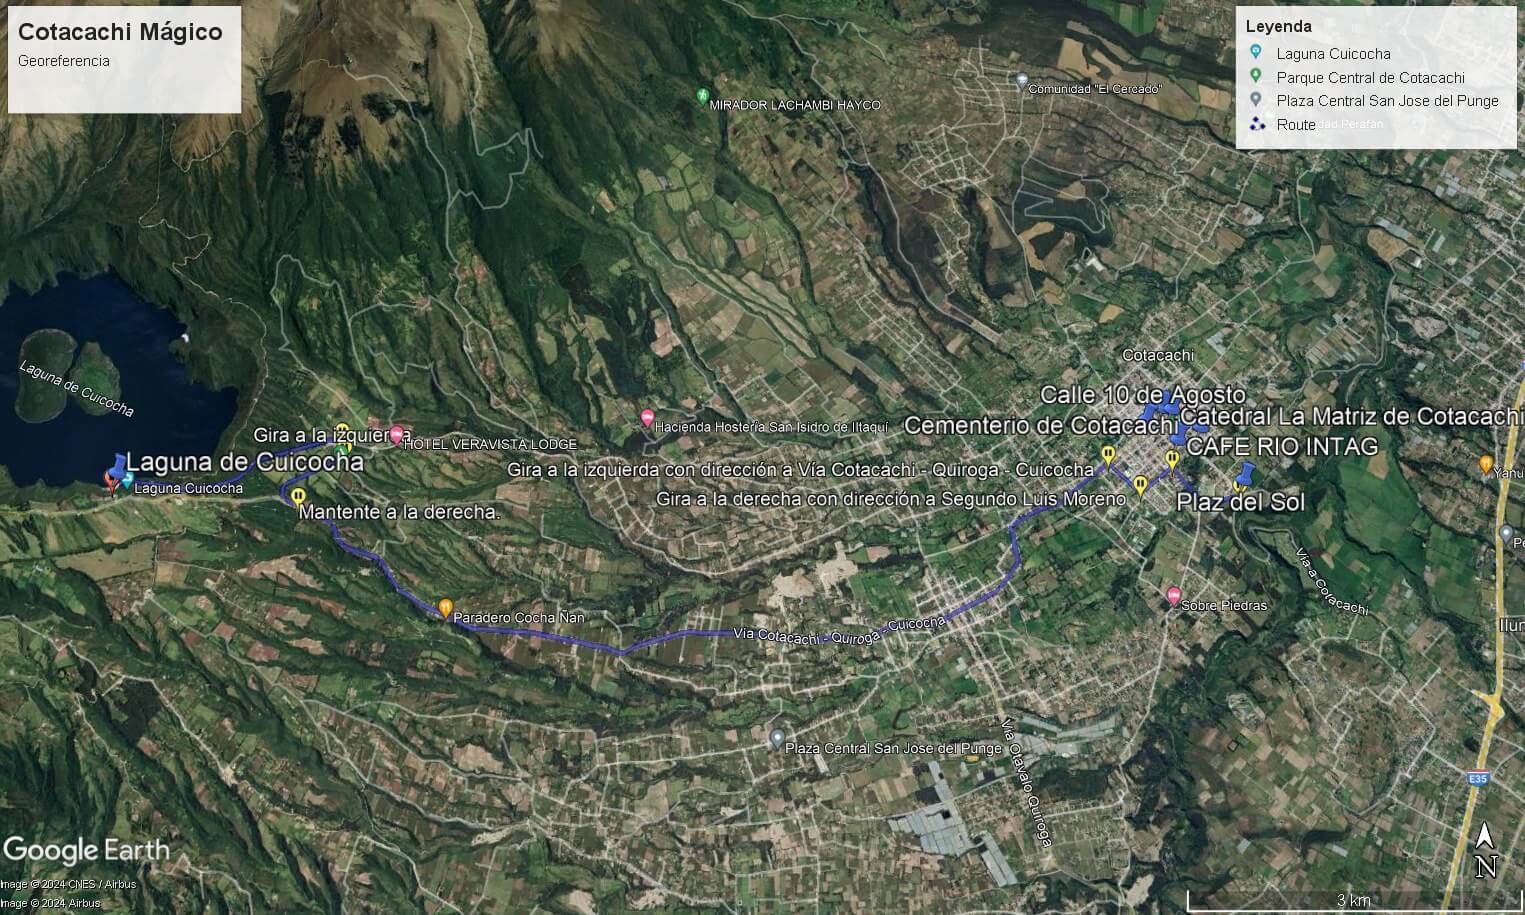 Cotacachi Mágico
Georeferencia
Leyenda
Laguna Cuicocha
Parque Central de Cotacachi
Plaza Central San Jose del Punge
Route
dad Perafan
MIRADOR LACHAMBI HAYCO
Comunidad "El Cercado"
Laguna de Cuicocha
Cotacachi
Calle 10 de Agosto
Catedral La Matriz de Cotacachi
Cementerio de Cotacachi
Hacienda Hostería San Isidro de Iltaquí
Gira a la izquierda
HOTEL VERAVISTA LODGE
CAFE RIO INTAG
Laguna de Cuicocha
Gira a la izquierda con dirección a Vía Cotacachi - Quiroga - Cuicocha
Laguna Cuicocha
Gira a la derecha con dirección a Segundo Luis Moreno
Plaz del Sol
Mantente a la derecha.
Yanu
Pe
Vía a Cotacachi
Sobre Piedras
Paradero Cocha Ñan
Vía Cotacachi - Quiroga - Cuicocha
Ilum
Plaza Central San Jose del Punge
Vía Otavalo Quiroga
E35
Google Earth
Image © 2024 CNES / Airbus
Image © 2024 Airbus
N
3 km